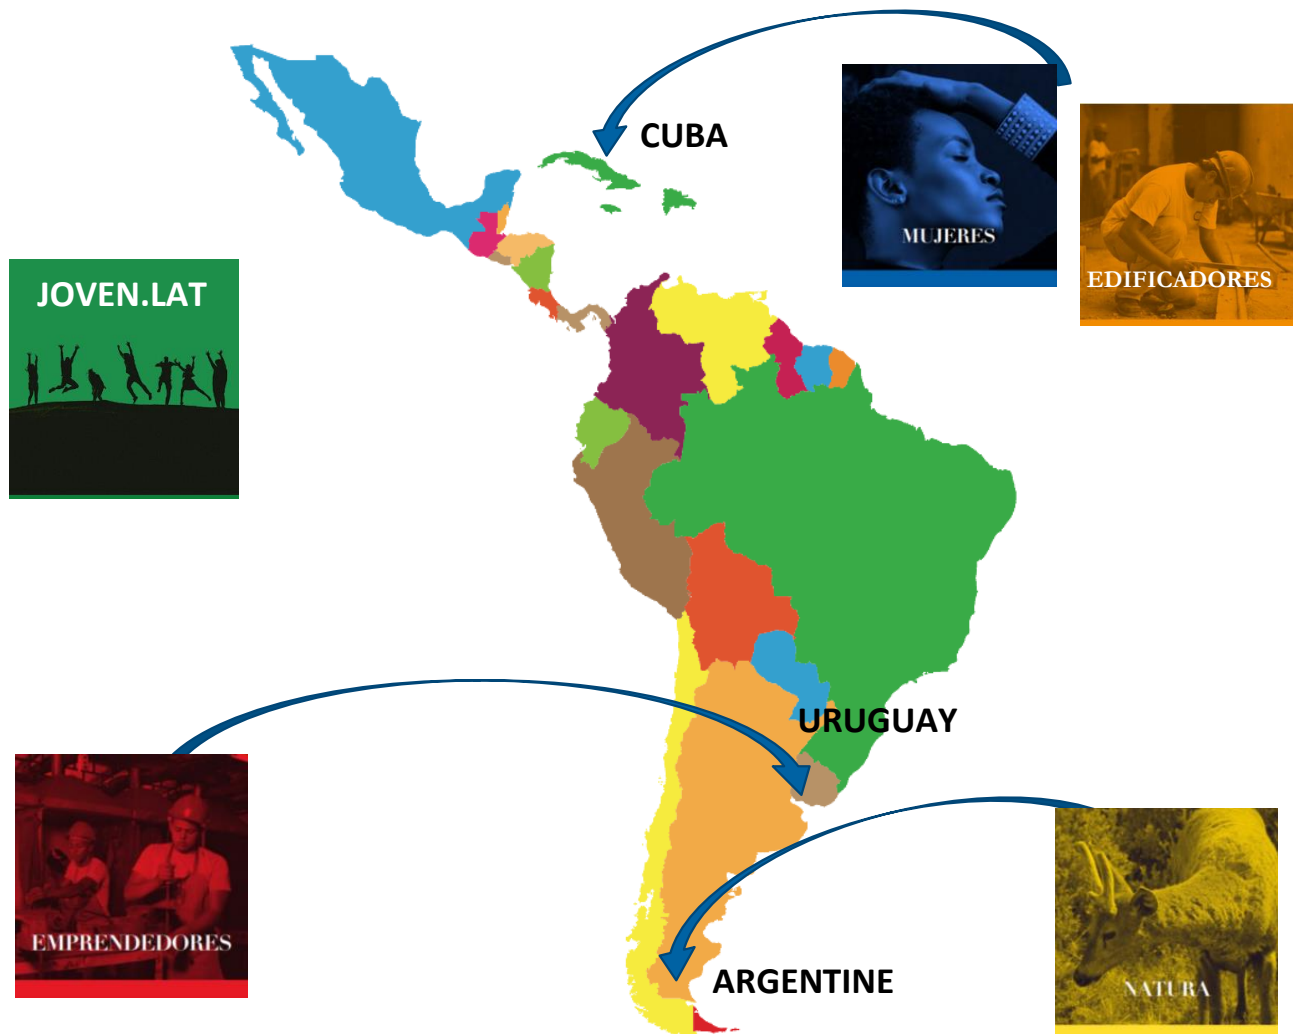 CUBA
MUJERES
EDIFICADORES
JOVEN.LAT
URUGUAY
EMPRENDEDORES
ARGENTINE
NATURA